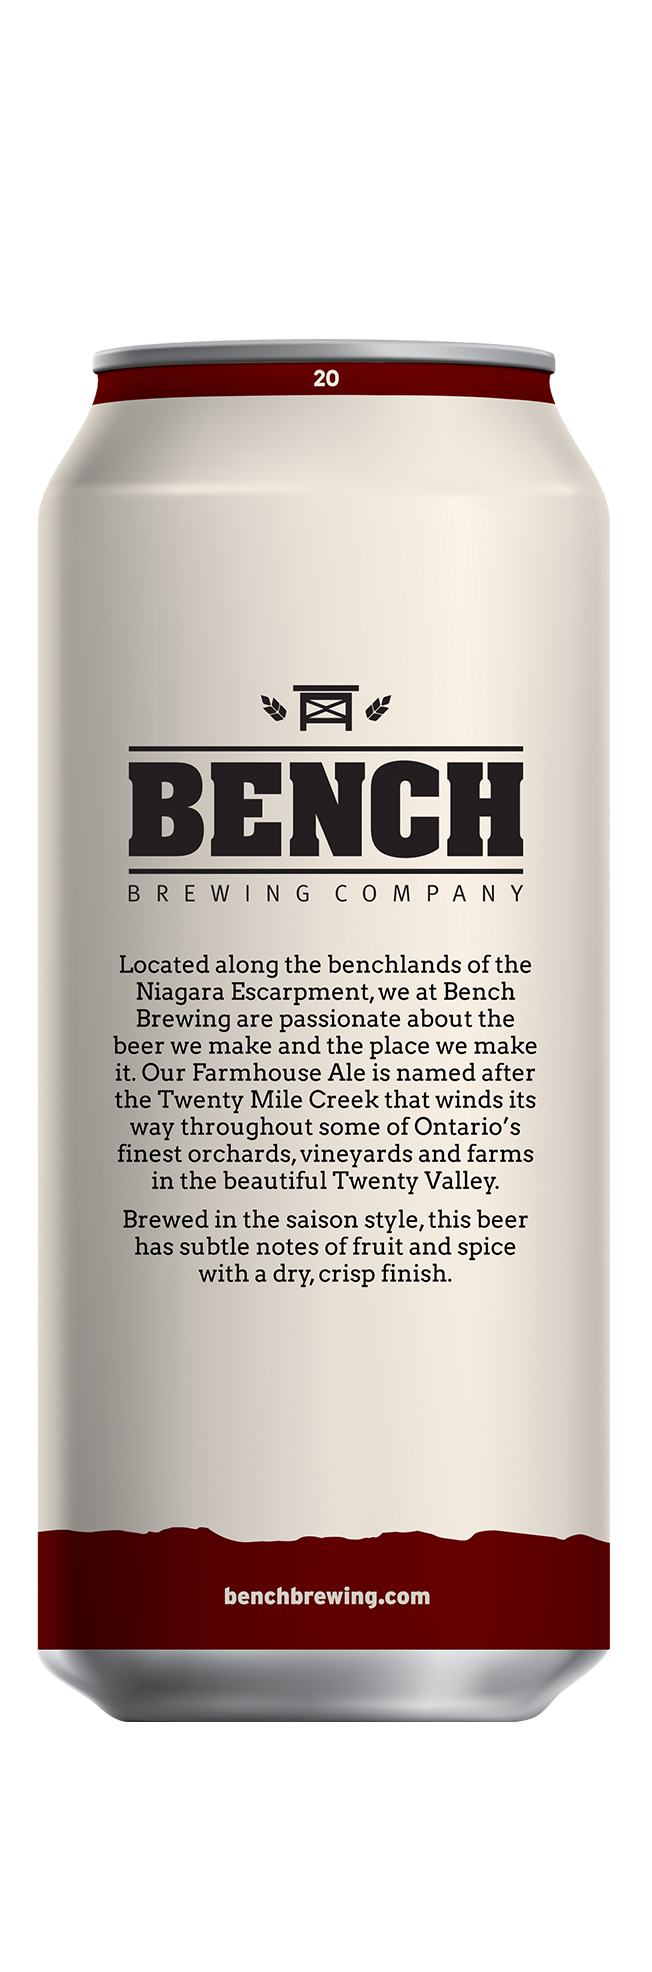 20
BENCH
BREWING COMPANY
Located along the benchlands of the
Niagara Escarpment, we at Bench
Brewing are passionate about the
beer we make and the place we make
it. Our Farmhouse Ale is named after
the Twenty Mile Creek that winds its
way throughout some of Ontario’s
finest orchards, vineyards and farms
in the beautiful Twenty Valley.
Brewed in the saison style, this beer
has subtle notes of fruit and spice
with a dry, crisp finish.
benchbrewing.com